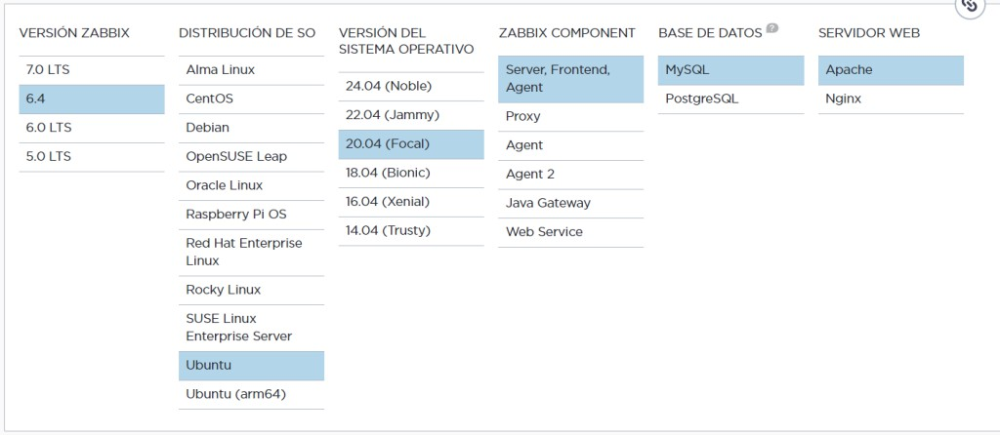 VERSIÓN ZABBIX
7.0 LTS
6.4
6.0 LTS
5.0 LTS
DISTRIBUCIÓN DE SO
Alma Linux
CentOS
Debian
OpenSUSE Leap
Oracle Linux
Raspberry Pi OS
Red Hat Enterprise
Linux
Rocky Linux
SUSE Linux
Enterprise Server
Ubuntu
Ubuntu (arm64)
VERSIÓN DEL
SISTEMA OPERATIVO
24.04 (Noble)
22.04 (Jammy)
20.04 (Focal)
18.04 (Bionic)
16.04 (Xenial)
14.04 (Trusty)
ZABBIX COMPONENT
Server, Frontend,
Agent
Proxy
Agent
Agent 2
Java Gateway
Web Service
BASE DE DATOS ?
MySQL
PostgreSQL
SERVIDOR WEB
Apache
Nginx